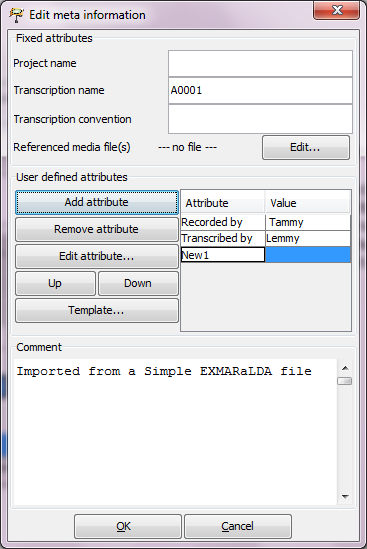 Edit meta information
Fixed attributes
Project name
Transcription name A0001
Transcription convention
Referenced media file(s) --- no file --- Edit...
User defined attributes
Add attribute
Remove attribute
Edit attribute...
Up Down
Template...
Attribute Value
Recorded by Tammy
Transcribed by Lemmy
New1
Comment
Imported from a Simple EXMARaLDA file
OK Cancel